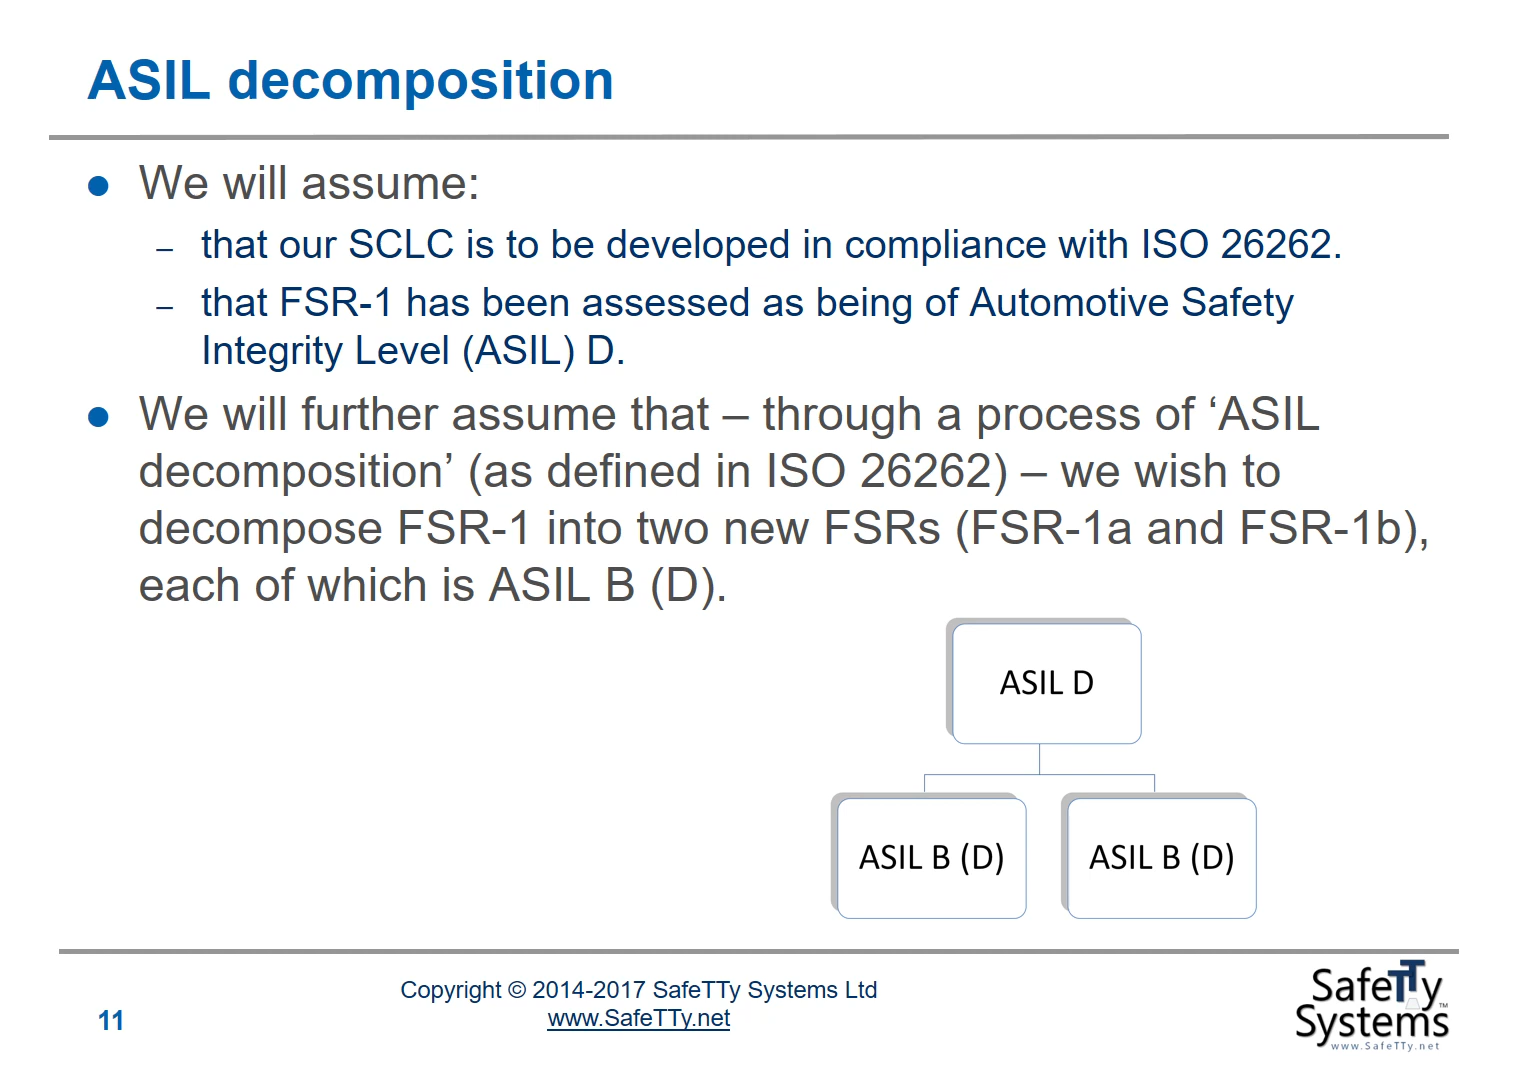 ASIL decomposition
● We will assume:
– that our SCLC is to be developed in compliance with ISO 26262.
– that FSR-1 has been assessed as being of Automotive Safety
Integrity Level (ASIL) D.
● We will further assume that – through a process of ‘ASIL
decomposition’ (as defined in ISO 26262) – we wish to
decompose FSR-1 into two new FSRs (FSR-1a and FSR-1b),
each of which is ASIL B (D).
ASIL D
ASIL B (D)
ASIL B (D)
11
Copyright © 2014-2017 SafeTTy Systems Ltd
www.SafeTTy.net
SafeTTy
Systems™
www.SafeTTy.net